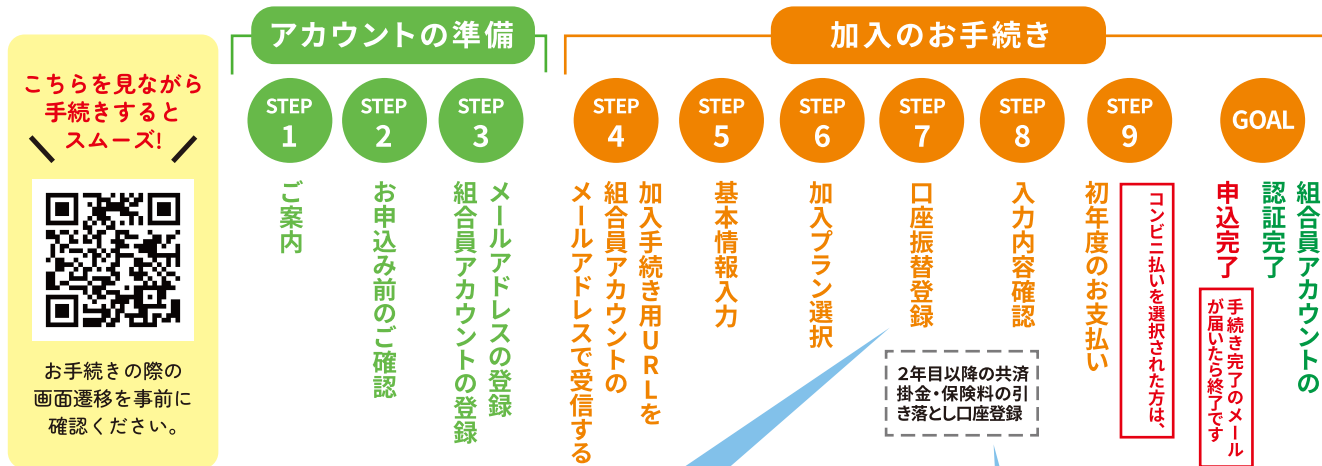 こちらを見ながら
手続きすると
スムーズ!
お手続きの際の
画面遷移を事前に
確認ください。
アカウントの準備
STEP
1
ご案内
STEP
2
お申込み前のご確認
STEP
3
メールアドレスの登録
組合員アカウントの登録
加入のお手続き
STEP
4
加入手続き用URLを
組合員アカウントの
メールアドレスで受信する
STEP
5
基本情報入力
STEP
6
加入プラン選択
STEP
7
口座振替登録
2年目以降の共済
掛金・保険料の引
き落とし口座登録
STEP
8
入力内容確認
STEP
9
コンビニ払いを選択された方は、
初年度のお支払い
GOAL
組合員アカウントの
認証完了
申込完了
手続き完了のメール
が届いたら終了です